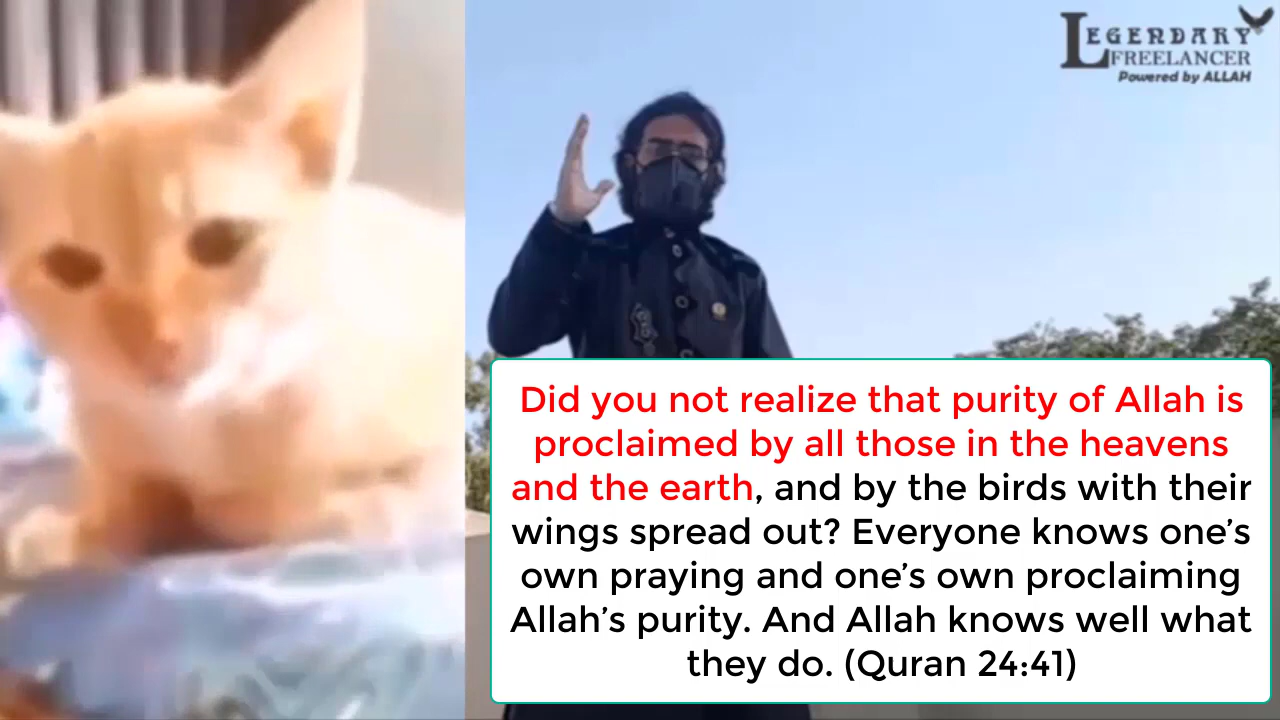 LEGENDARY
FREELANCER
Powered by ALLAH
Did you not realize that purity of Allah is
proclaimed by all those in the heavens
and the earth, and by the birds with their
wings spread out? Everyone knows one’s
own praying and one’s own proclaiming
Allah’s purity. And Allah knows well what
they do. (Quran 24:41)